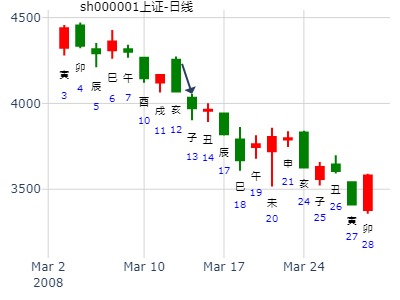 sh000001上证-日线
4500
4000
3500
寅
3
卯
4
辰
5
巳
6
午
7
酉
10
戌
11
亥
12
子
13
丑
14
辰
17
巳
18
午
19
未
20
申
21
亥
24
子
25
丑
26
寅
27
卯
28
Mar 2
2008
Mar 10
Mar 17
Mar 24